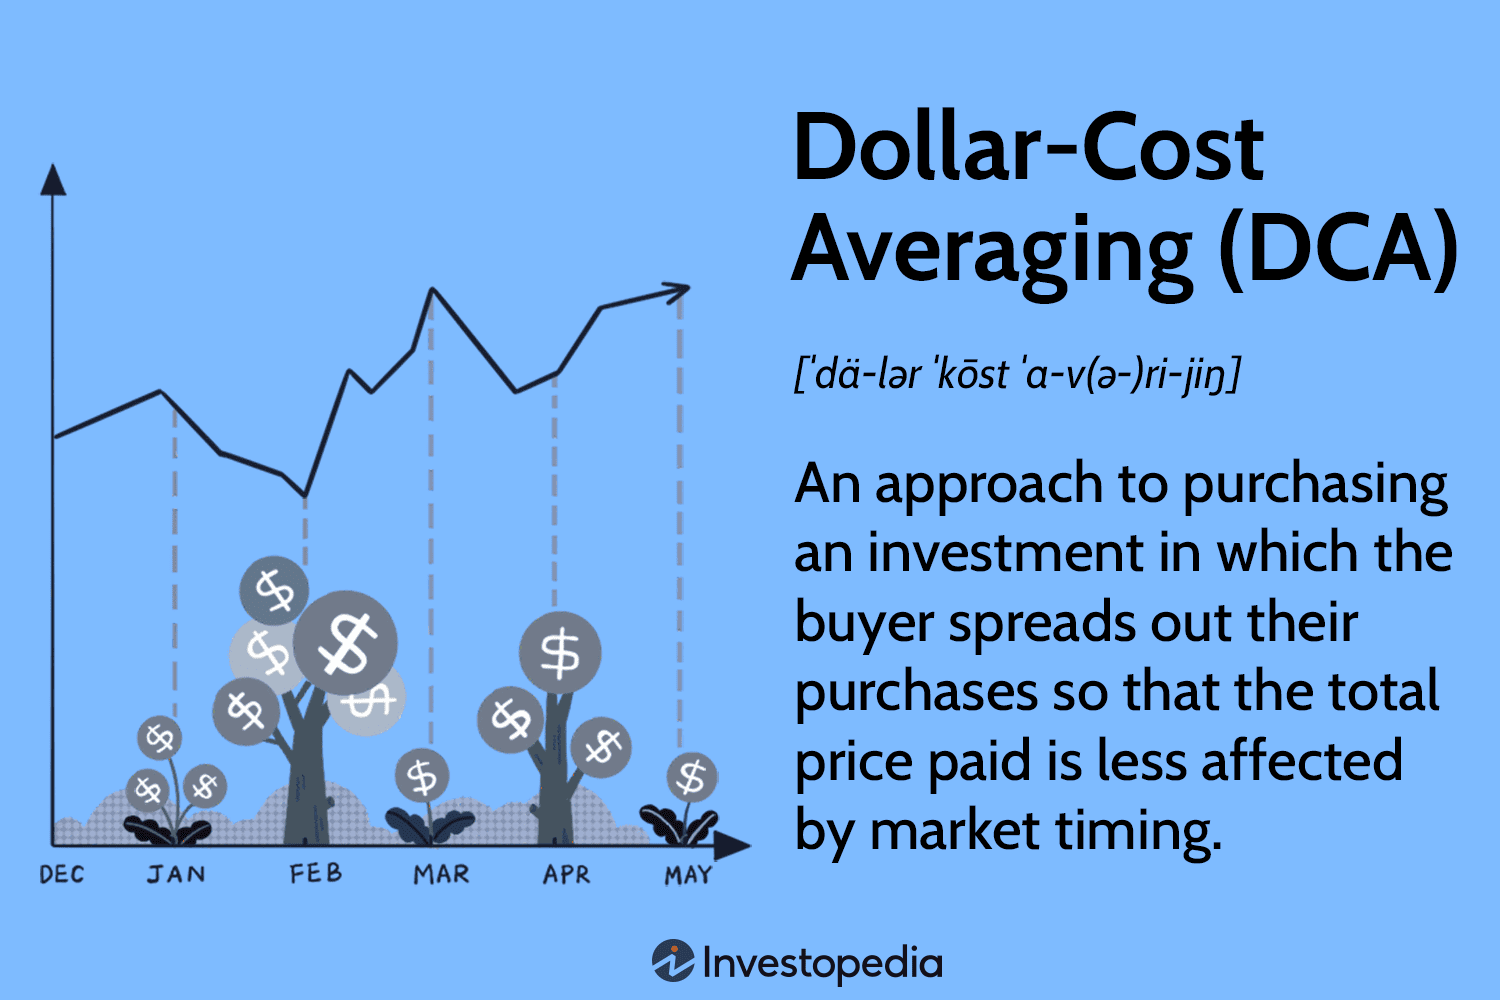 Dollar-Cost
Averaging (DCA)
[ˈdä-lər ˈkōst ˈa-v(ə-)ri-jiŋ]
An approach to purchasing
an investment in which the
buyer spreads out their
purchases so that the total
price paid is less affected
by market timing.
$
$
$
$
$
$
$
$
$
$
$
$
$
DEC JAN FEB MAR APR MAY
Investopedia